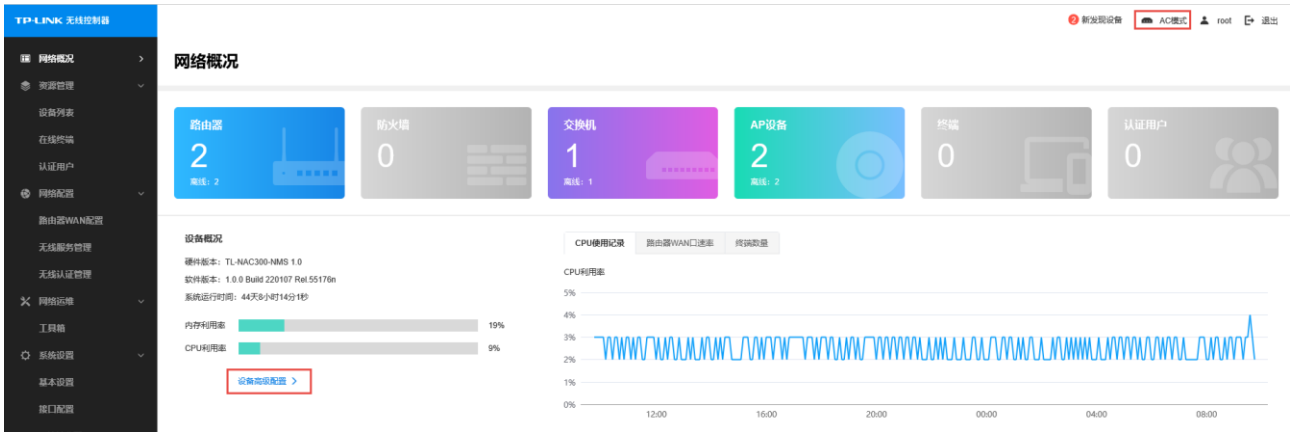 TP-LINK 无线控制器
2 新发现设备 AC模式 root 退出
网络概况
资源管理
设备列表
在线终端
认证用户
网络配置
路由器WAN配置
无线服务管理
无线认证管理
网络运维
工具箱
系统设置
基本设置
接口配置
网络概况
路由器
2
离线：2
防火墙
0
交换机
1
离线：1
AP设备
2
离线：2
终端
0
认证用户
0
设备概况
硬件版本：TL-NAC300-NMS 1.0
软件版本：1.0.0 Build 220107 Rel.55176n
系统运行时间：44天8小时14分1秒
内存利用率 19%
CPU利用率 9%
设备高级配置
CPU使用记录 路由器WAN口速率 终端数量
CPU利用率
5%
4%
3%
2%
1%
0%
12:00 16:00 20:00 00:00 04:00 08:00